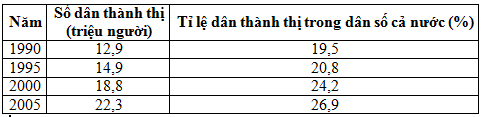 Năm | Số dân thành thị (triệu người) | Tỉ lệ dân thành thị trong dân số cả nước (%)
1990 | 12,9 | 19,5
1995 | 14,9 | 20,8
2000 | 18,8 | 24,2
2005 | 22,3 | 26,9